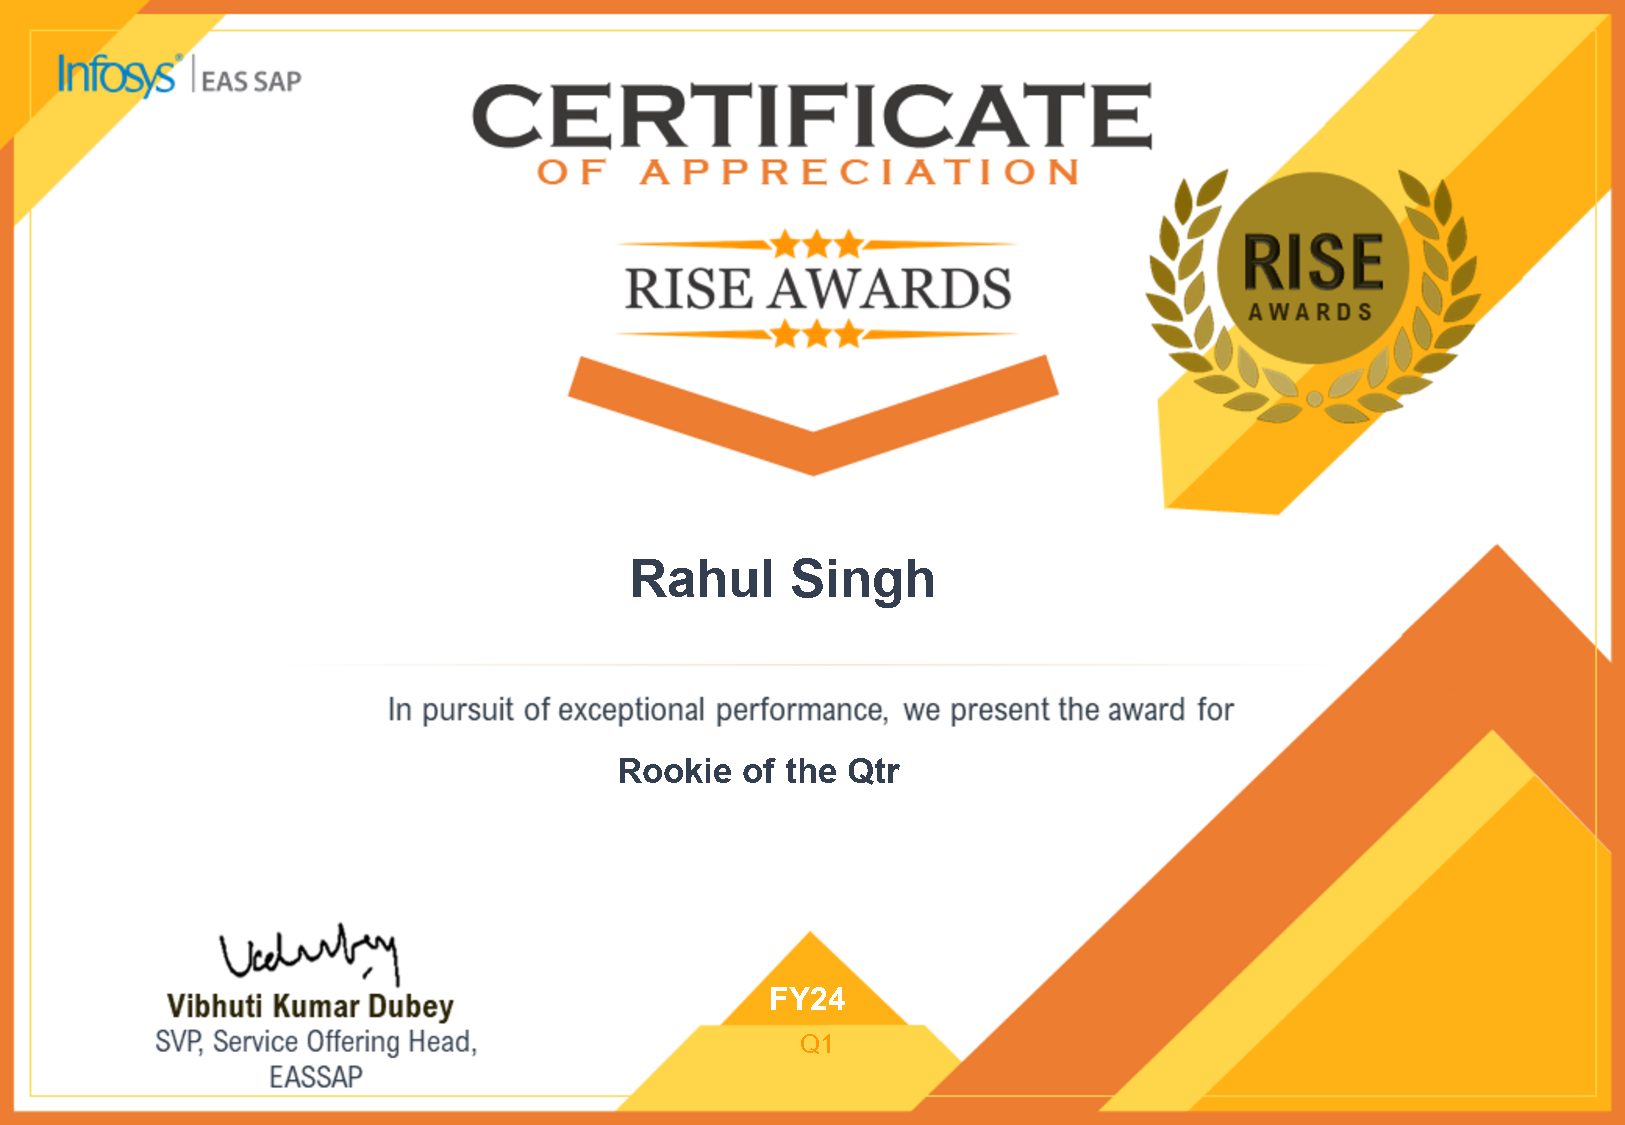 Infosys® | EAS SAP
CERTIFICATE
OF APPRECIATION
RISE AWARDS
RISE
AWARDS
Rahul Singh
In pursuit of exceptional performance, we present the award for
Rookie of the Qtr
Vibhuti Kumar Dubey
SVP, Service Offering Head,
EASSAP
FY24
Q1